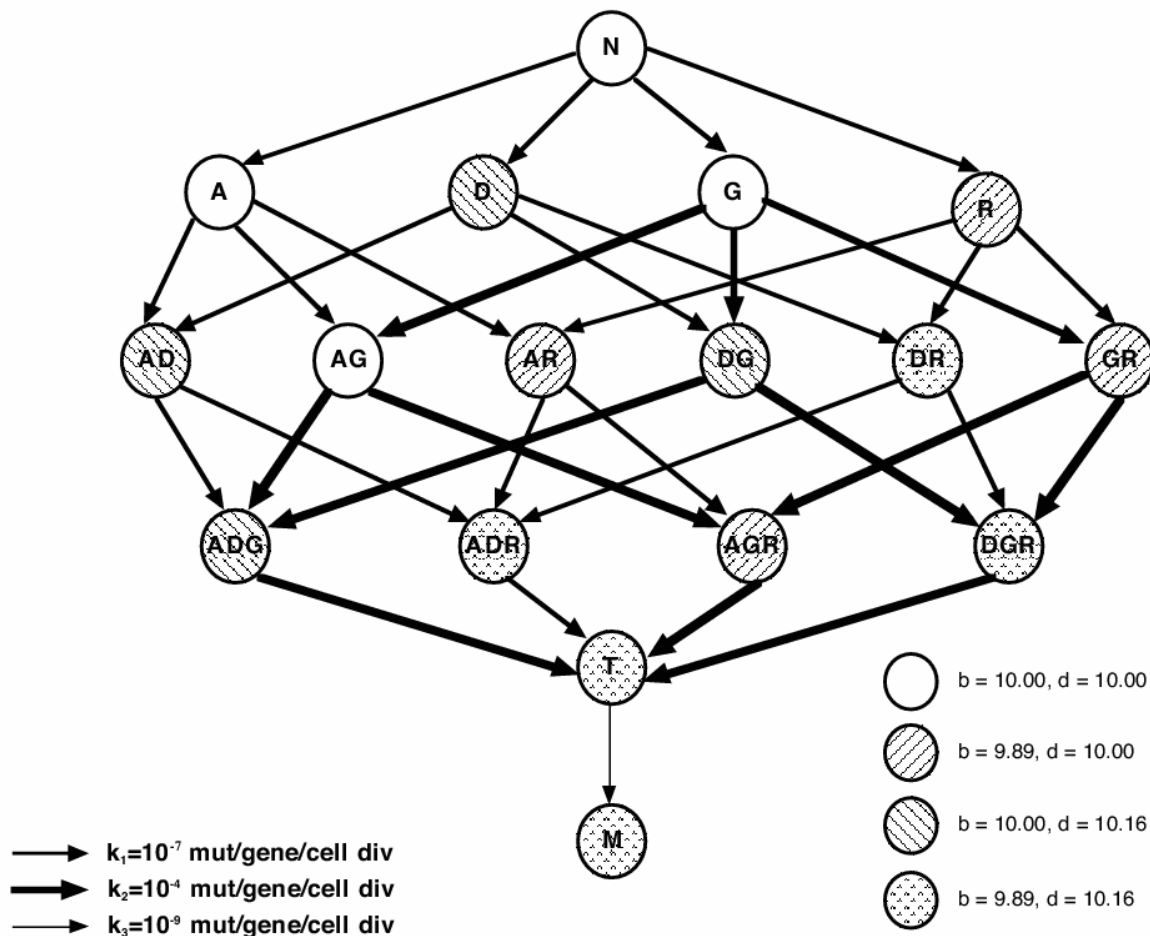 N
A
D
G
R
AD
AG
AR
DG
DR
GR
ADG
ADR
AGR
DGR
T
M
b = 10.00, d = 10.00
b = 9.89, d = 10.00
b = 10.00, d = 10.16
b = 9.89, d = 10.16
k₁=10⁻⁷ mut/gene/cell div
k₂=10⁻⁴ mut/gene/cell div
k₃=10⁻⁹ mut/gene/cell div